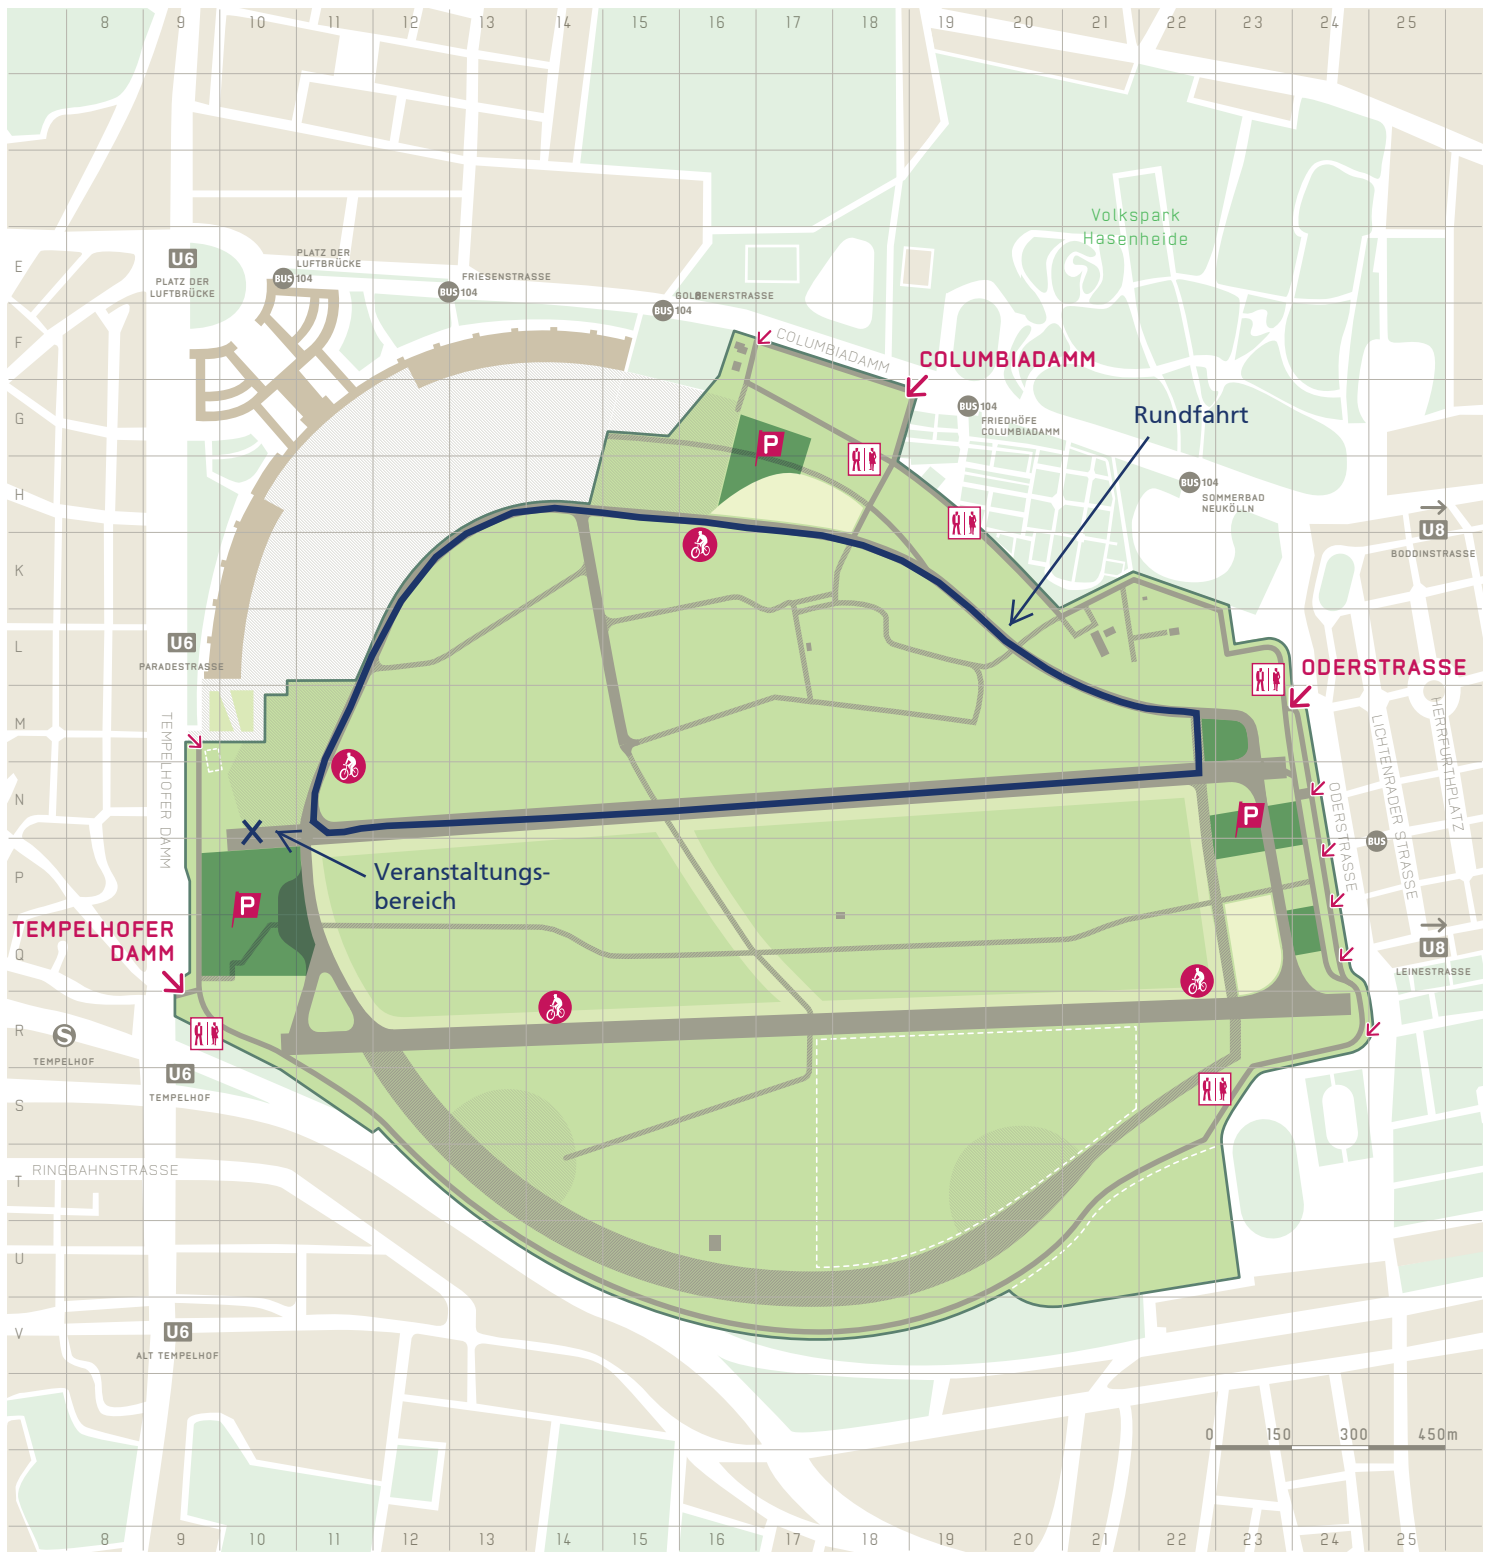 8 9 10 11 12 13 14 15 16 17 18 19 20 21 22 23 24 25
Volkspark
Hasenheide
E
U6
PLATZ DER
LUFTBRÜCKE
PLATZ DER
LUFTBRÜCKE
BUS 104
FRIESENSTRASSE
BUS 104
GOLSSENERSTRASSE
BUS 104
F
COLUMBIADAMM
COLUMBIADAMM
G
BUS 104
FRIEDHÖFE
COLUMBIADAMM
Rundfahrt
P
H
BUS 104
SOMMERBAD
NEUKÖLLN
U8
BODDINSTRASSE
K
L
U6
PARADESTRASSE
ODERSTRASSE
M
TEMPELHOFER DAMM
HERRFURTHPLATZ
LICHTENRADER STRASSE
ODERSTRASSE
N
P
BUS
Veranstaltungs-
bereich
P
P
TEMPELHOFER
DAMM
Q
U8
LEINESTRASSE
R
S
TEMPELHOF
U6
TEMPELHOF
S
RINGBAHNSTRASSE
T
U
V
U6
ALT TEMPELHOF
0 150 300 450m
8 9 10 11 12 13 14 15 16 17 18 19 20 21 22 23 24 25